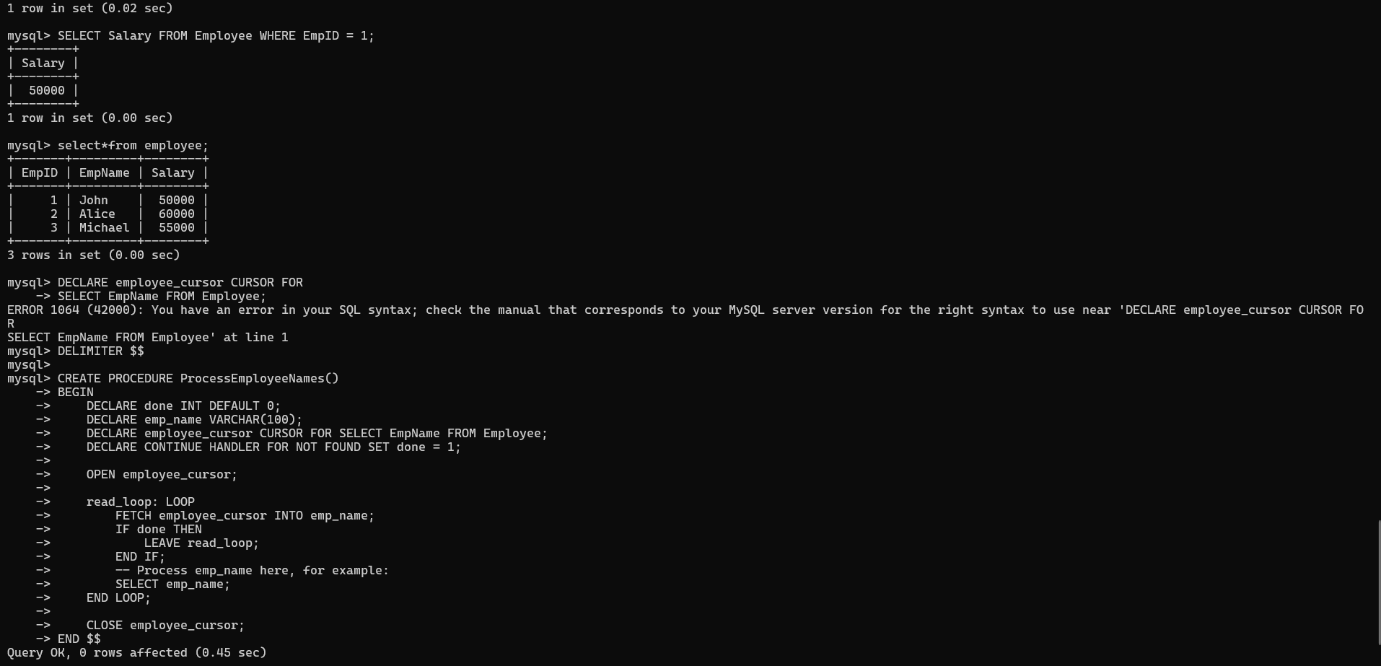 1 row in set (0.02 sec)

mysql> SELECT Salary FROM Employee WHERE EmpID = 1;
+--------+
| Salary |
+--------+
|  50000 |
+--------+
1 row in set (0.00 sec)

mysql> select*from employee;
+-------+---------+--------+
| EmpID | EmpName | Salary |
+-------+---------+--------+
|     1 | John    |  50000 |
|     2 | Alice   |  60000 |
|     3 | Michael |  55000 |
+-------+---------+--------+
3 rows in set (0.00 sec)

mysql> DECLARE employee_cursor CURSOR FOR
    -> SELECT EmpName FROM Employee;
ERROR 1064 (42000): You have an error in your SQL syntax; check the manual that corresponds to your MySQL server version for the right syntax to use near 'DECLARE employee_cursor CURSOR FO
R
SELECT EmpName FROM Employee' at line 1
mysql> DELIMITER $$
mysql>
mysql> CREATE PROCEDURE ProcessEmployeeNames()
    -> BEGIN
    ->     DECLARE done INT DEFAULT 0;
    ->     DECLARE emp_name VARCHAR(100);
    ->     DECLARE employee_cursor CURSOR FOR SELECT EmpName FROM Employee;
    ->     DECLARE CONTINUE HANDLER FOR NOT FOUND SET done = 1;
    ->
    ->     OPEN employee_cursor;
    ->
    ->     read_loop: LOOP
    ->         FETCH employee_cursor INTO emp_name;
    ->         IF done THEN
    ->             LEAVE read_loop;
    ->         END IF;
    ->         -- Process emp_name here, for example:
    ->         SELECT emp_name;
    ->     END LOOP;
    ->
    ->     CLOSE employee_cursor;
    -> END $$
Query OK, 0 rows affected (0.45 sec)